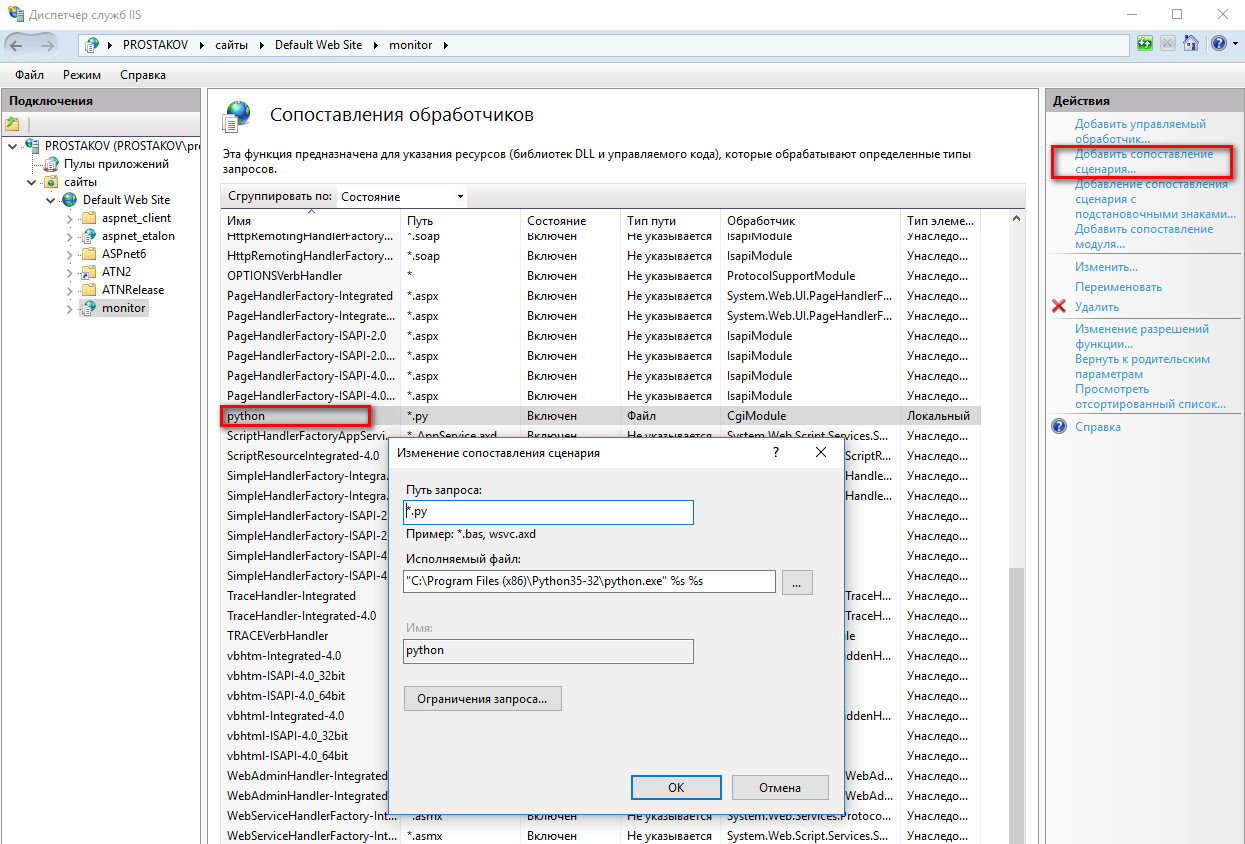 Диспетчер служб IIS
PROSTAKOV
сайты
Default Web Site
monitor
Файл
Режим
Справка
Подключения
PROSTAKOV (PROSTAKOV\pro
Пулы приложений
сайты
Default Web Site
aspnet_client
aspnet_etalon
ASPnet6
ATN2
ATNRelease
monitor
Сопоставления обработчиков
Эта функция предназначена для указания ресурсов (библиотек DLL и управляемого кода), которые обрабатывают определенные типы
запросов.
Сгруппировать по: Состояние
Имя Путь Состояние Тип пути Обработчик Тип элеме...
HttpRemotingHandlerFactory... *.soap Включен Не указывается IsapiModule Унаследо...
HttpRemotingHandlerFactory... *.soap Включен Не указывается IsapiModule Унаследо...
OPTIONSVerbHandler * Включен Не указывается ProtocolSupportModule Унаследо...
PageHandlerFactory-Integrated *.aspx Включен Не указывается System.Web.UI.PageHandlerF... Унаследо...
PageHandlerFactory-Integrate... *.aspx Включен Не указывается System.Web.UI.PageHandlerF... Унаследо...
PageHandlerFactory-ISAPI-2.0 *.aspx Включен Не указывается IsapiModule Унаследо...
PageHandlerFactory-ISAPI-2.0... *.aspx Включен Не указывается IsapiModule Унаследо...
PageHandlerFactory-ISAPI-4.0... *.aspx Включен Не указывается IsapiModule Унаследо...
PageHandlerFactory-ISAPI-4.0... *.aspx Включен Не указывается IsapiModule Унаследо...
python *.py Включен Файл CgiModule Локальный
ScriptHandlerFactoryAppServi... *_AppService.axd Включен Не указывается System.Web.Script.Services.S... Унаследо...
ScriptResourceIntegrated-4.0 ScriptR... Унаследо...
SimpleHandlerFactory-Integra. Handle... Унаследо...
SimpleHandlerFactory-Integra. Handle... Унаследо...
SimpleHandlerFactory-ISAPI-2 Унаследо...
SimpleHandlerFactory-ISAPI-2 Унаследо...
SimpleHandlerFactory-ISAPI-4 Унаследо...
SimpleHandlerFactory-ISAPI-4 Унаследо...
TraceHandler-Integrated TraceH... Унаследо...
TraceHandler-Integrated-4.0 TraceH... Унаследо...
TRACEVerbHandler le Унаследо...
vbhtm-Integrated-4.0 ddenH... Унаследо...
vbhtm-ISAPI-4.0_32bit Унаследо...
vbhtm-ISAPI-4.0_64bit Унаследо...
vbhtml-Integrated-4.0 ddenH... Унаследо...
vbhtml-ISAPI-4.0_32bit Унаследо...
vbhtml-ISAPI-4.0_64bit Унаследо...
WebAdminHandler-Integrated WebAd... Унаследо...
WebAdminHandler-Integrated WebAd... Унаследо...
WebServiceHandlerFactory-Int... *.asmx Включен Не указывается System.Web.Services.Protoco... Унаследо...
WebServiceHandlerFactory-Int... *.asmx Включен Не указывается System.Web.Script.Services.S... Унаследо...
Изменение сопоставления сценария
?
Путь запроса:
*.py
Пример: *.bas, wsvc.axd
Исполняемый файл:
"C:\Program Files (x86)\Python35-32\python.exe" %s %s
...
Имя:
python
Ограничения запроса...
OK
Отмена
Действия
Добавить управляемый
обработчик...
Добавить сопоставление
сценария...
Добавление сопоставления
сценария с
подстановочными знаками...
Добавить сопоставление
модуля...
Изменить...
Переименовать
Удалить
Изменение разрешений
функции...
Вернуть к родительским
параметрам
Просмотреть
отсортированный список...
Справка